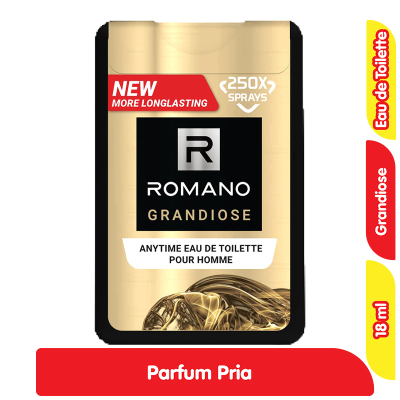 NEW
MORE LONGLASTING
250X
SPRAYS
R
ROMANO
GRANDIOSE
ANYTIME EAU DE TOILETTE
POUR HOMME
Eau de Toilette
Grandiose
18 ml
Parfum Pria